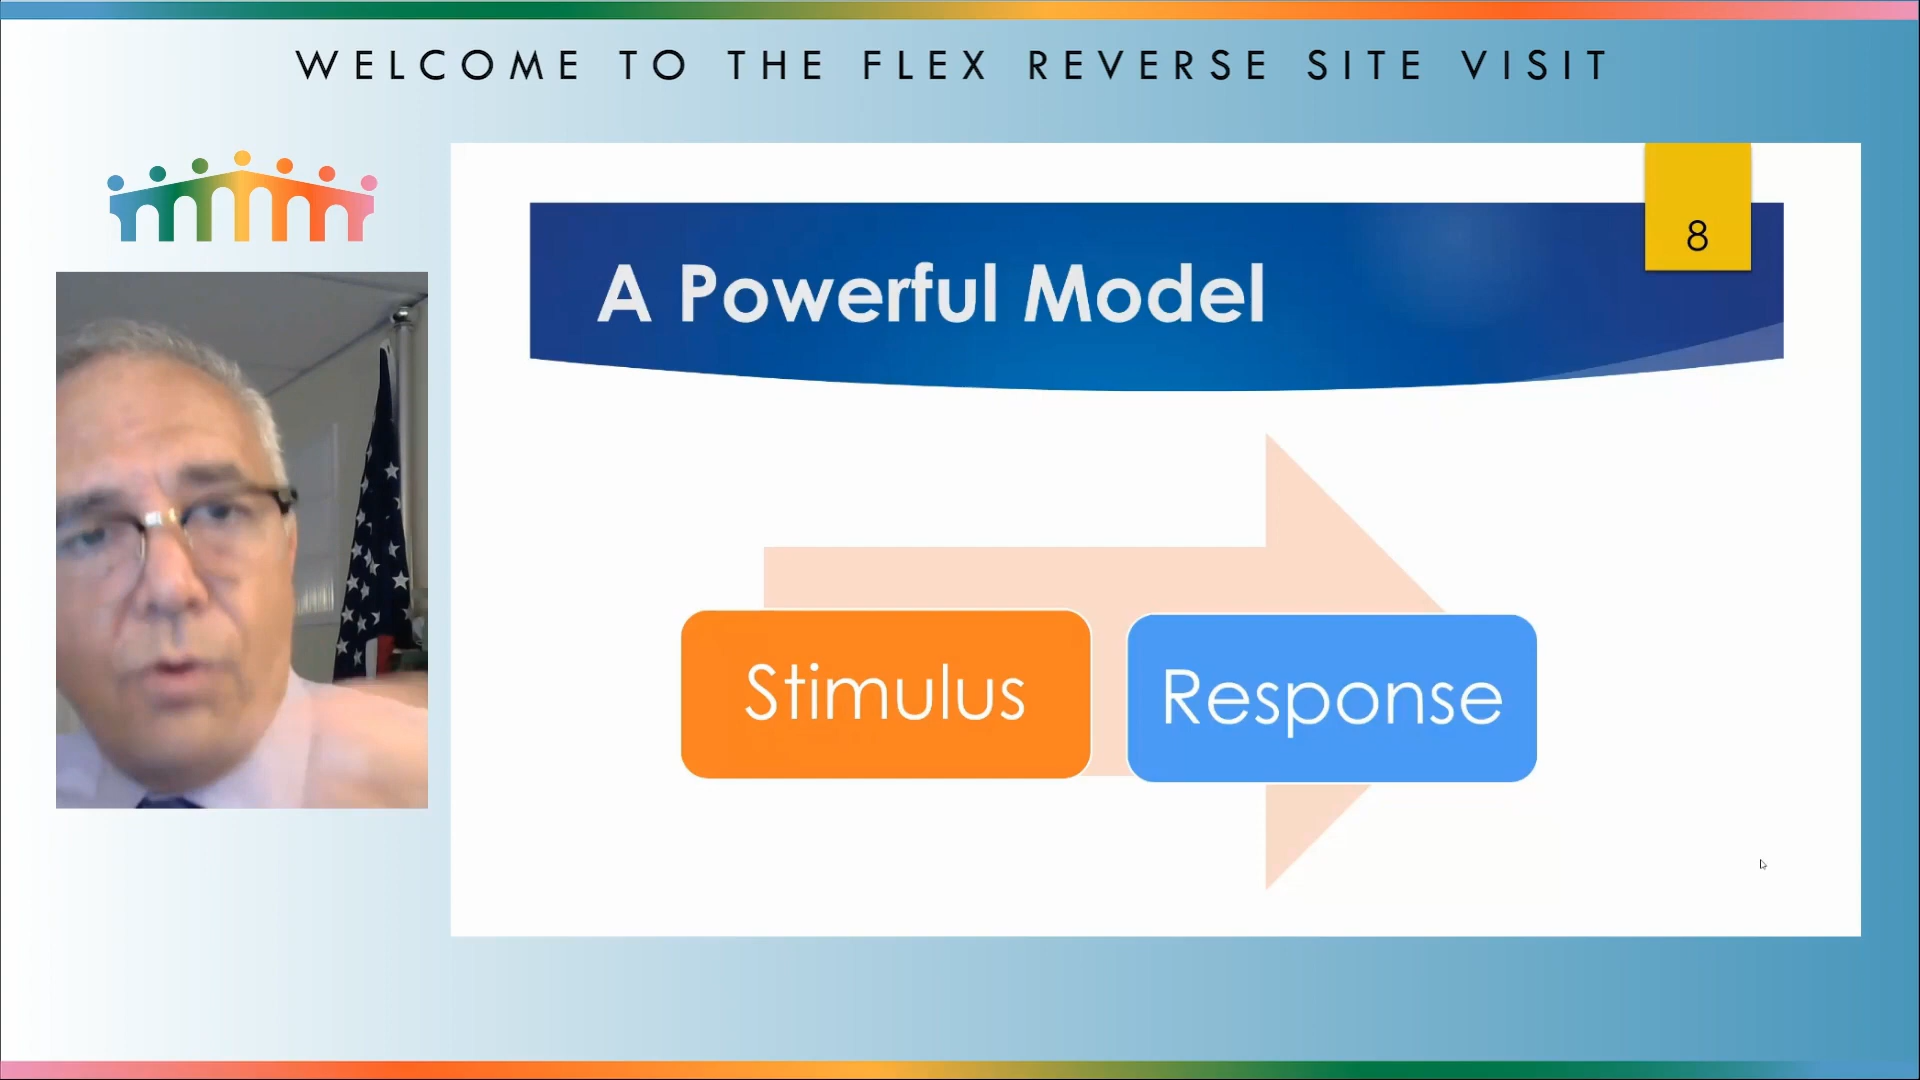 WELCOME TO THE FLEX REVERSE SITE VISIT
8
A Powerful Model
Stimulus
Response